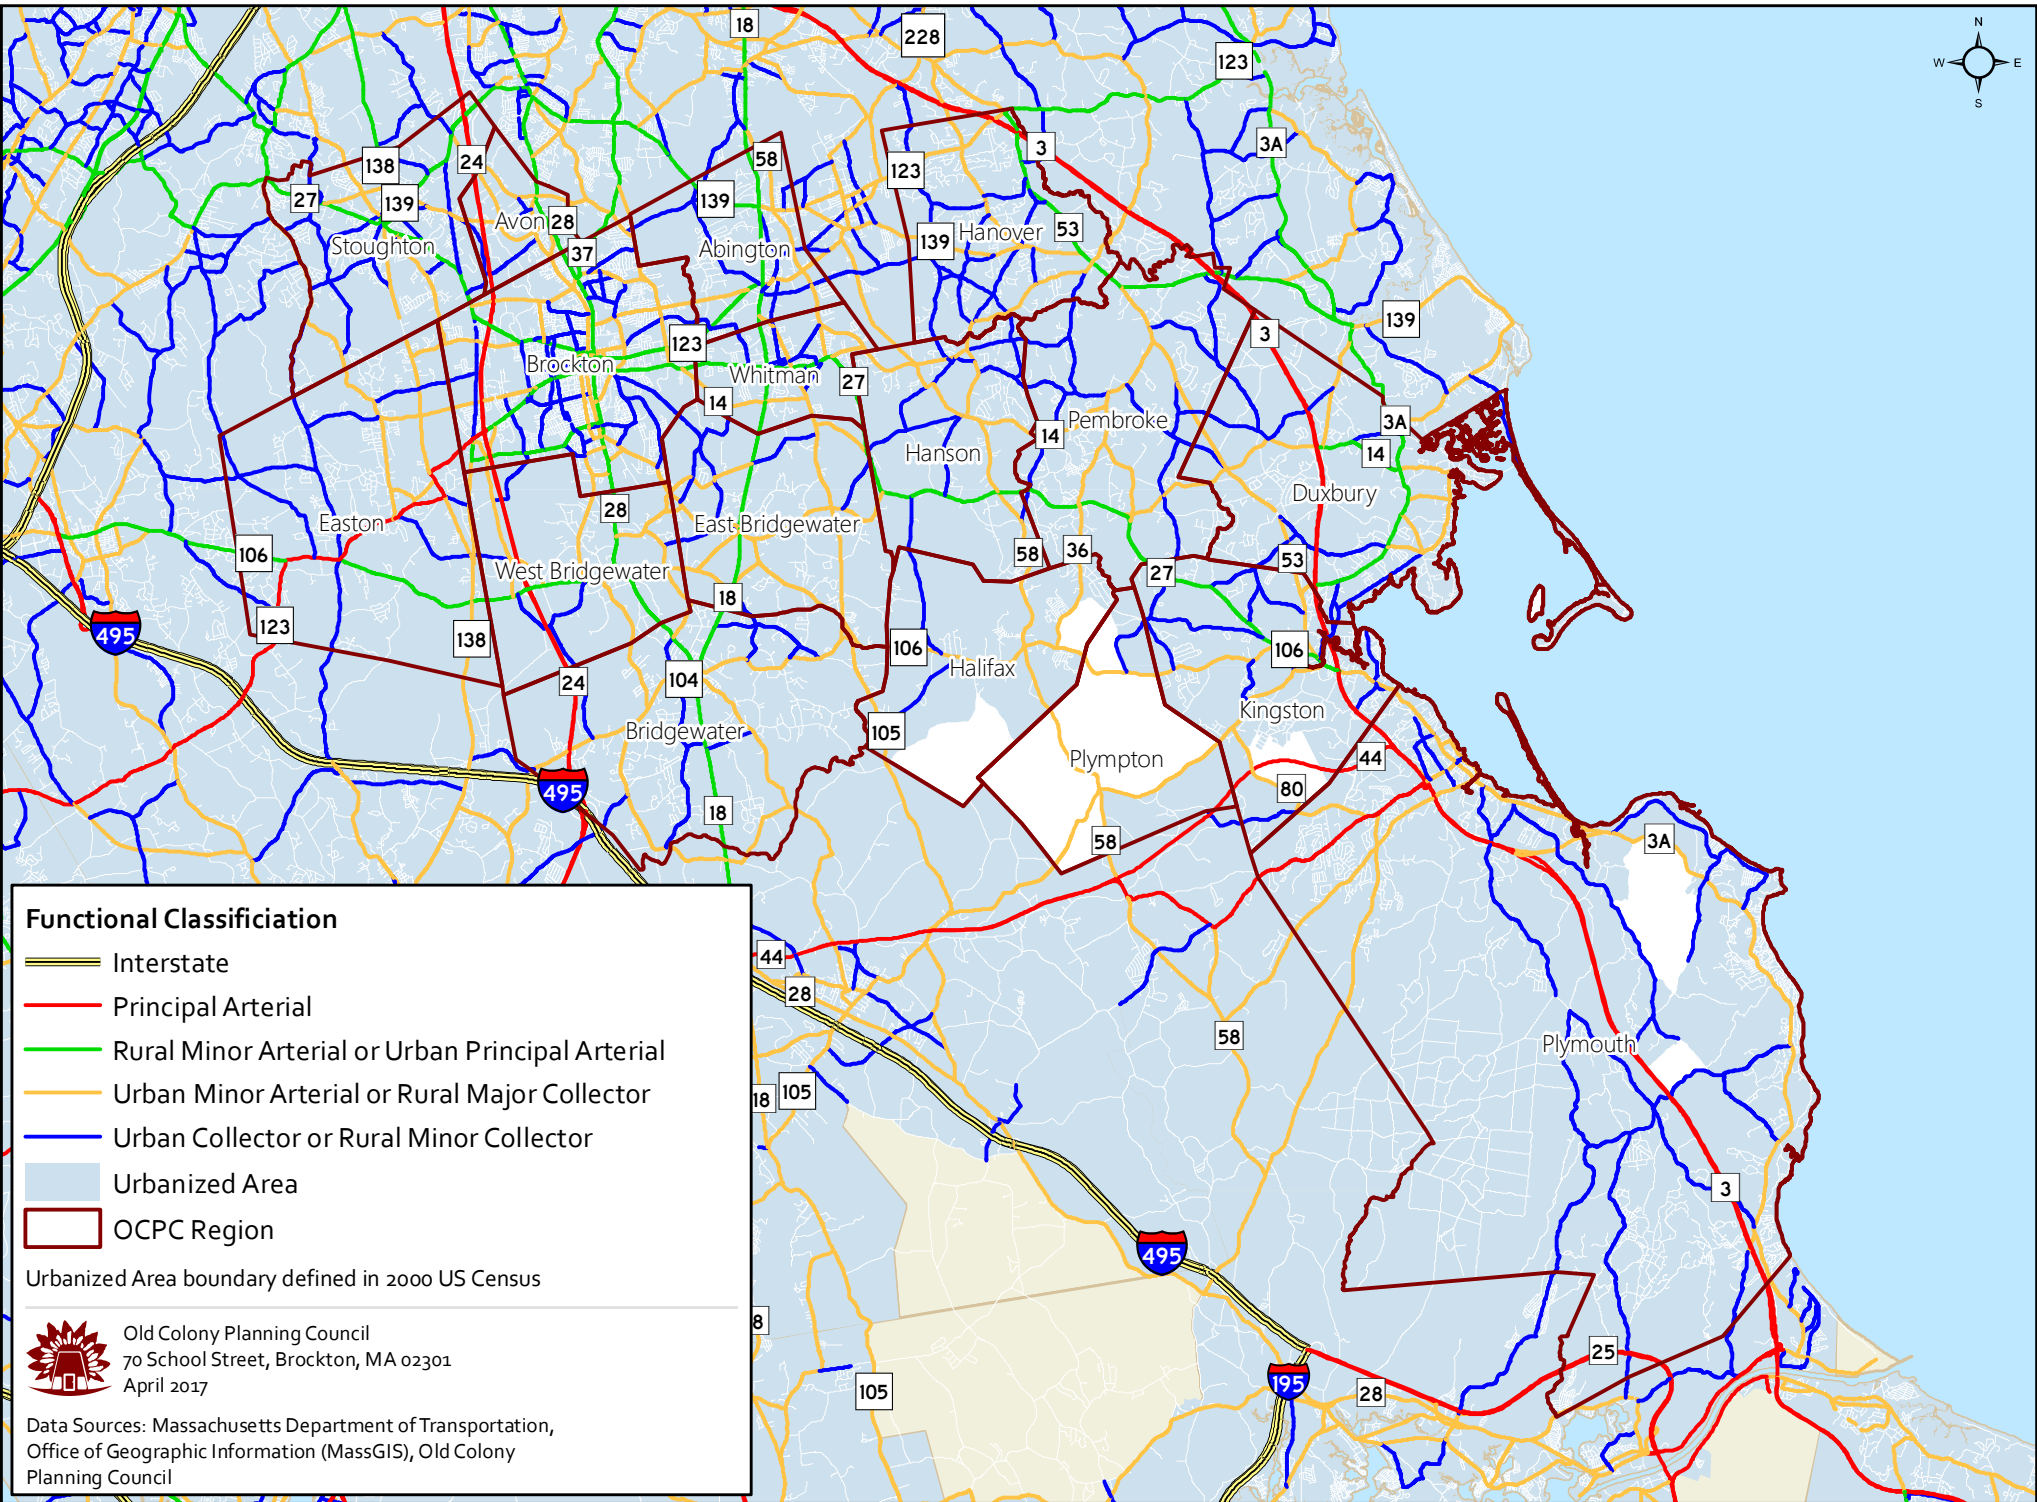 18
228
123
N
W
E
S
138
24
58
3
3A
27
139
139
123
Avon
28
Stoughton
37
Abington
139
Hanover
53
3
139
123
Brockton
Whitman
27
14
Pembroke
3A
14
Hanson
14
Duxbury
Easton
28
East Bridgewater
106
58
36
27
53
West Bridgewater
18
495
123
138
106
106
Halifax
24
104
Kingston
105
Bridgewater
Plympton
44
495
80
18
58
3A
44
28
58
Plymouth
18
105
3
495
8
25
195
28
105
Functional Classificiation
Interstate
Principal Arterial
Rural Minor Arterial or Urban Principal Arterial
Urban Minor Arterial or Rural Major Collector
Urban Collector or Rural Minor Collector
Urbanized Area
OCPC Region
Urbanized Area boundary defined in 2000 US Census
Old Colony Planning Council
70 School Street, Brockton, MA 02301
April 2017
Data Sources: Massachusetts Department of Transportation,
Office of Geographic Information (MassGIS), Old Colony
Planning Council